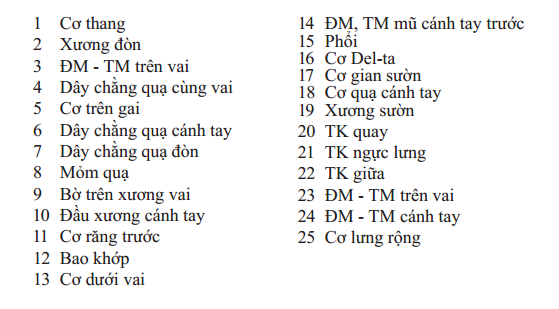 1 Cơ thang
2 Xương đòn
3 ĐM - TM trên vai
4 Dây chằng quạ cùng vai
5 Cơ trên gai
6 Dây chằng quạ cánh tay
7 Dây chằng quạ đòn
8 Mỏm quạ
9 Bờ trên xương vai
10 Đầu xương cánh tay
11 Cơ răng trước
12 Bao khớp
13 Cơ dưới vai
14 ĐM, TM mũ cánh tay trước
15 Phổi
16 Cơ Del-ta
17 Cơ gian sườn
18 Cơ quạ cánh tay
19 Xương sườn
20 TK quay
21 TK ngực lưng
22 TK giữa
23 ĐM - TM trên vai
24 ĐM - TM cánh tay
25 Cơ lưng rộng